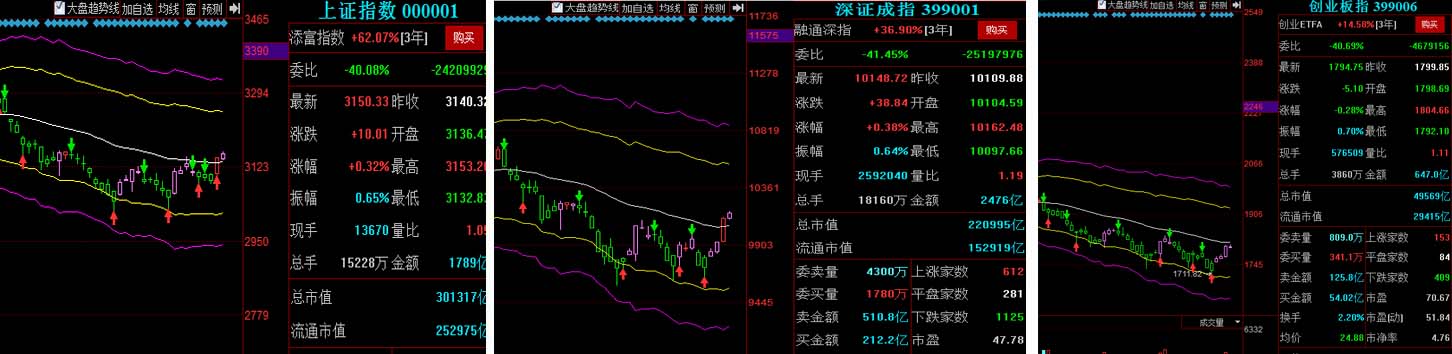 大盘趋势线 加自选 均线 窗 预测
3465
3390
3294
3123
2950
2779
上证指数 000001
添富指数 +62.07%[3年] 购买
委比 -40.08% -24209929
最新 3150.33 昨收 3140.32
涨跌 +10.01 开盘 3136.4
涨幅 +0.32% 最高 3153.20
振幅 0.65% 最低 3132.8
现手 13670 量比 1.0
总手 15228万 金额 1789亿
总市值 301317亿
流通市值 252975亿
大盘趋势线 加自选 均线 窗 预测
11736
11575
11278
10819
10361
9903
9445
深证成指 399001
融通深指 +36.90%[3年] 购买
委比 -41.45% -25197976
最新 10148.72 昨收 10109.88
涨跌 +38.84 开盘 10104.59
涨幅 +0.38% 最高 10162.48
振幅 0.64% 最低 10097.66
现手 2592040 量比 1.19
总手 18160万 金额 2476亿
总市值 220995亿
流通市值 152919亿
委卖量 4300万 上涨家数 612
委买量 1780万 平盘家数 281
卖金额 510.8亿 下跌家数 1125
买金额 212.2亿 市盈 47.78
大盘趋势线 加自选 均线 窗 预测
2549
2388
2246
2227
2066
1905
1745
1711.82
成交量
6332
创业板指 399006
创业ETFA +14.58%[3年] 购买
委比 -40.69% -4679156
最新 1794.75 昨收 1799.85
涨跌 -5.10 开盘 1798.69
涨幅 -0.28% 最高 1804.66
振幅 0.70% 最低 1792.10
现手 576509 量比 1.11
总手 3860万 金额 647.0亿
总市值 49569亿
流通市值 29415亿
委卖量 809.0万 上涨家数 153
委买量 341.1万 平盘家数 84
卖金额 125.8亿 下跌家数 409
买金额 54.02亿 市盈 70.67
换手 2.20% 市盈[动] 51.84
均价 24.88 市净率 4.76